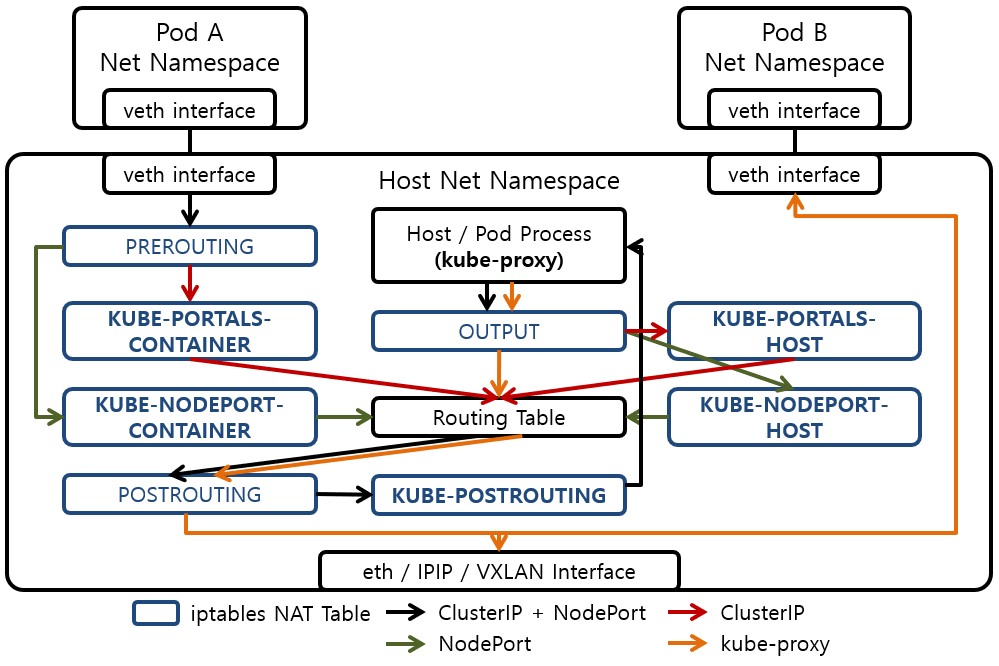 Pod A
Net Namespace
veth interface
Pod B
Net Namespace
veth interface
veth interface
Host Net Namespace
veth interface
PREROUTING
Host / Pod Process
(kube-proxy)
KUBE-PORTALS-
CONTAINER
OUTPUT
KUBE-PORTALS-
HOST
KUBE-NODEPORT-
CONTAINER
Routing Table
KUBE-NODEPORT-
HOST
POSTROUTING
KUBE-POSTROUTING
eth / IPIP / VXLAN Interface
iptables NAT Table
ClusterIP + NodePort
ClusterIP
NodePort
kube-proxy